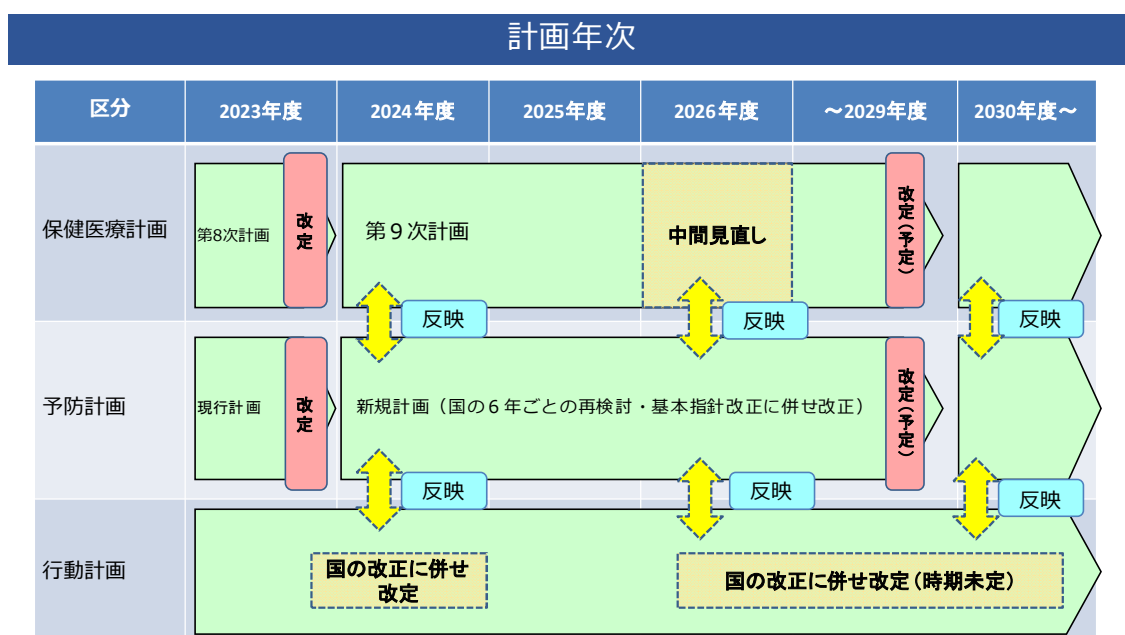 計画年次
区分
2023年度
2024年度
2025年度
2026年度
～2029年度
2030年度～
保健医療計画
第8次計画
改定
第９次計画
中間見直し
改定（予定）
反映
反映
反映
予防計画
現行計画
改定
新規計画（国の６年ごとの再検討・基本指針改正に併せ改正）
改定（予定）
反映
反映
反映
行動計画
国の改正に併せ
改定
国の改正に併せ改定（時期未定）